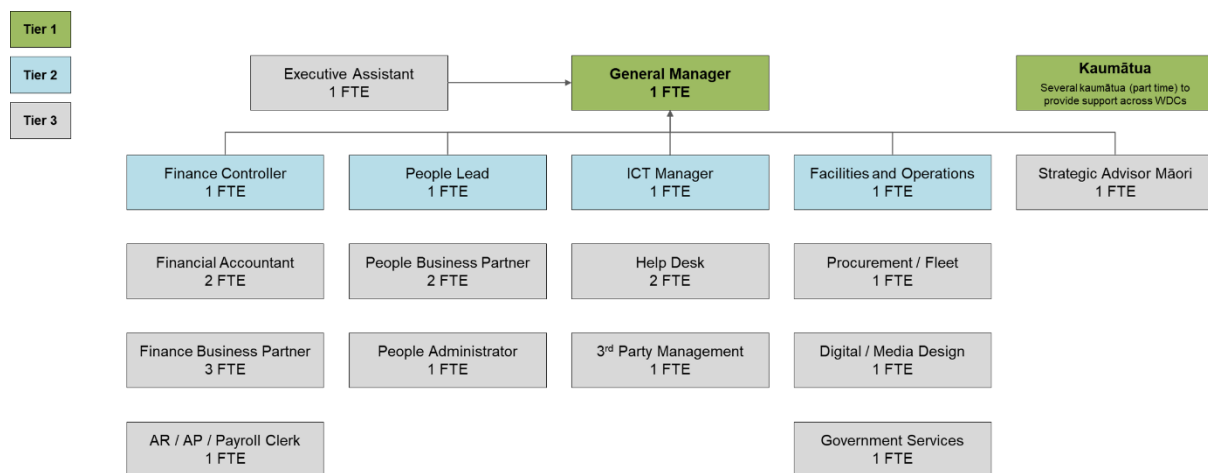 Tier 1
Tier 2
Tier 3
Executive Assistant
1 FTE
General Manager
1 FTE
Kaumātua
Several kaumātua (part time) to
provide support across WDCs
Finance Controller
1 FTE
People Lead
1 FTE
ICT Manager
1 FTE
Facilities and Operations
1 FTE
Strategic Advisor Māori
1 FTE
Financial Accountant
2 FTE
People Business Partner
2 FTE
Help Desk
2 FTE
Procurement / Fleet
1 FTE
Finance Business Partner
3 FTE
People Administrator
1 FTE
3rd Party Management
1 FTE
Digital / Media Design
1 FTE
AR / AP / Payroll Clerk
1 FTE
Government Services
1 FTE